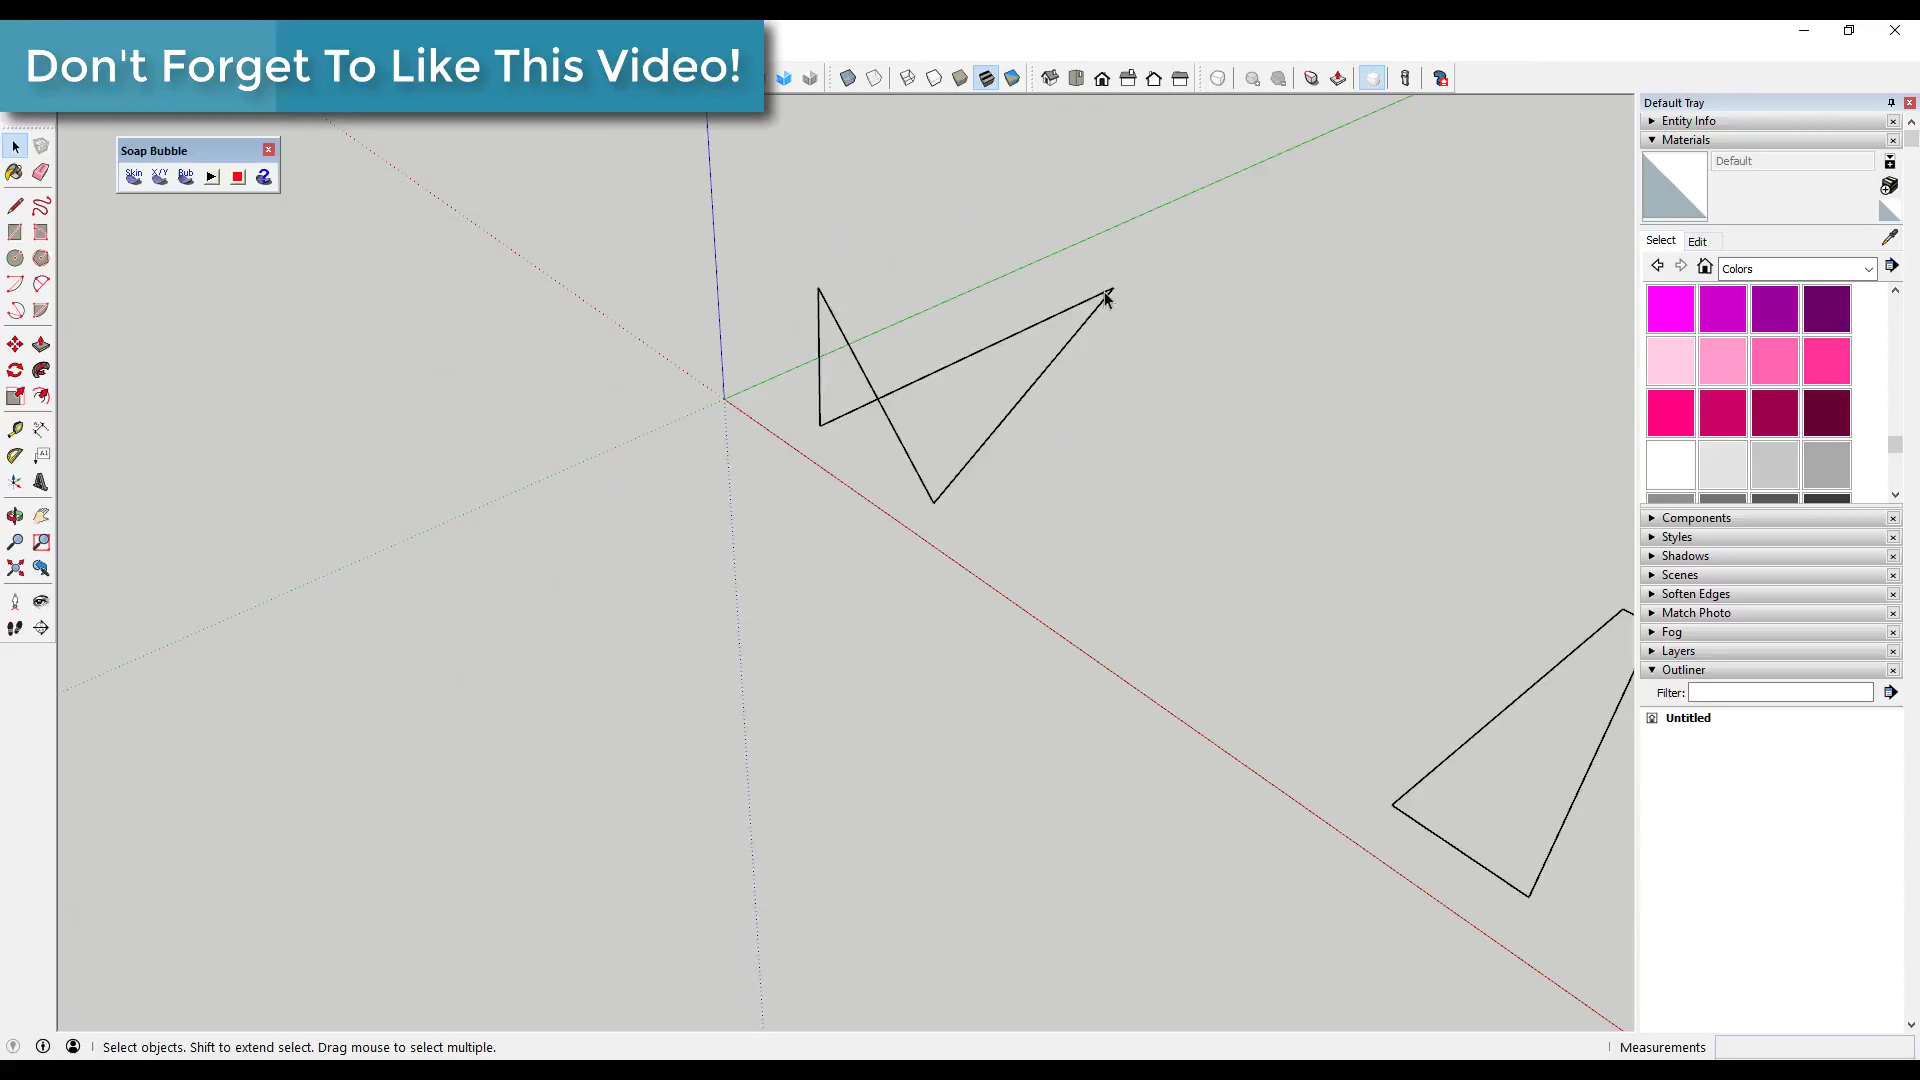 Don't Forget To Like This Video!
Default Tray
Entity Info
Soap Bubble
Materials
Default
Skin X/Y Bub
Select Edit
Colors
A1
Components
Styles
Shadows
Scenes
Soften Edges
Match Photo
Fog
Layers
Outliner
Filter:
Untitled
Select objects. Shift to extend select. Drag mouse to select multiple.
Measurements